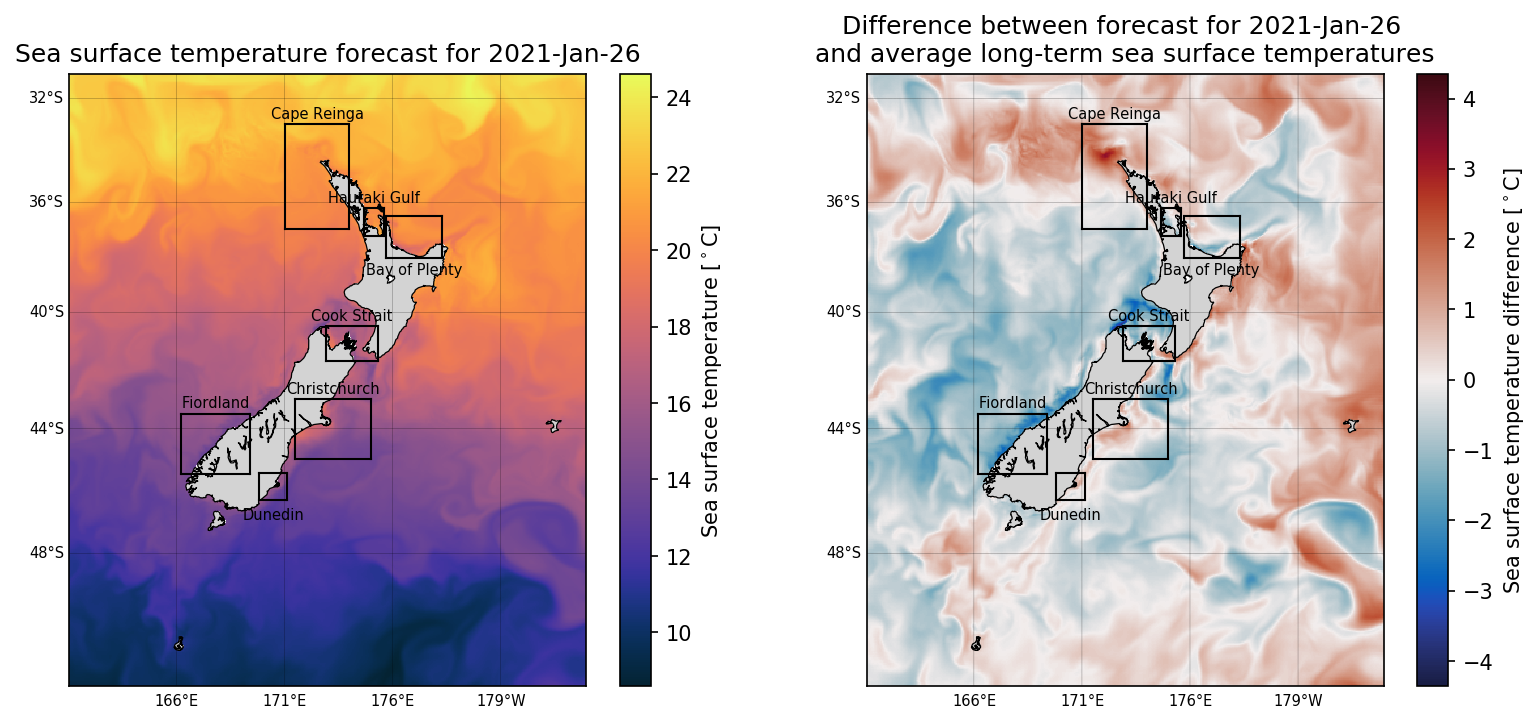 Sea surface temperature forecast for 2021-Jan-26
32°S
36°S
40°S
44°S
48°S
166°E
171°E
176°E
179°W
Cape Reinga
Hauraki Gulf
Bay of Plenty
Cook Strait
Christchurch
Fiordland
Dunedin
24
22
20
18
16
14
12
10
Sea surface temperature [°C]
Difference between forecast for 2021-Jan-26
and average long-term sea surface temperatures
32°S
36°S
40°S
44°S
48°S
166°E
171°E
176°E
179°W
Cape Reinga
Hauraki Gulf
Bay of Plenty
Cook Strait
Christchurch
Fiordland
Dunedin
4
3
2
1
0
−1
−2
−3
−4
Sea surface temperature difference [°C]